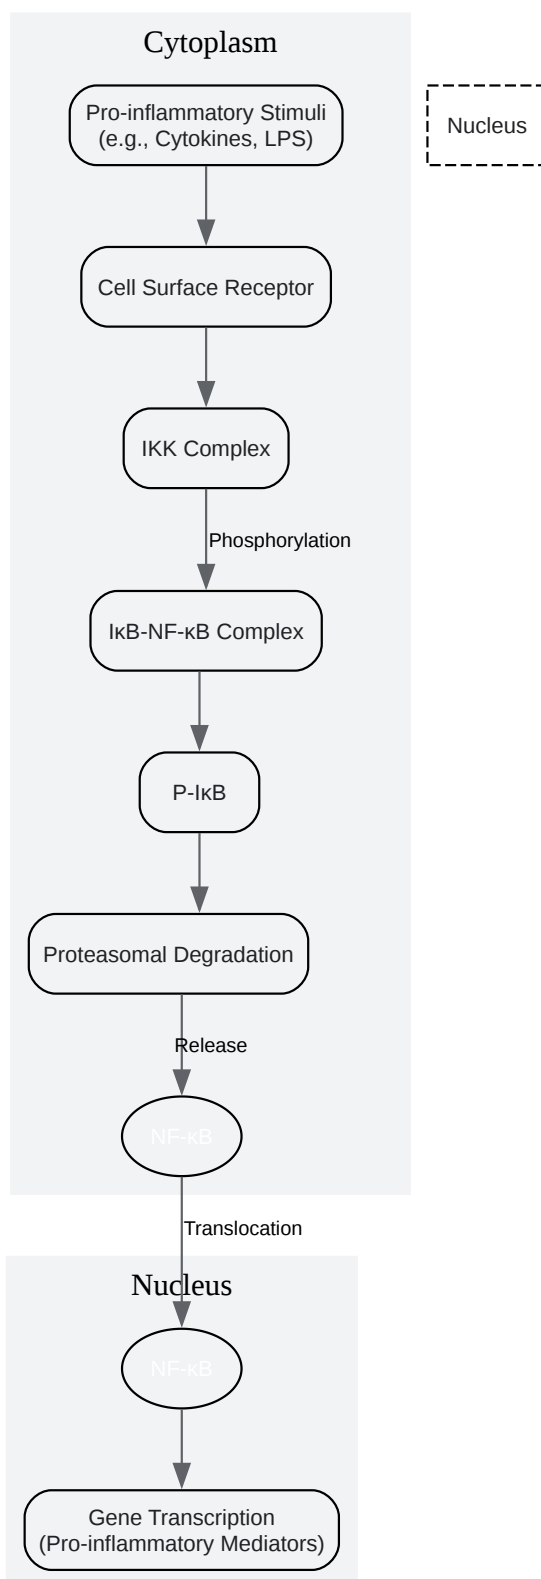 Cytoplasm
Pro-inflammatory Stimuli
(e.g., Cytokines, LPS)
Nucleus
Cell Surface Receptor
IKK Complex
Phosphorylation
IκB-NF-κB Complex
P-IκB
Proteasomal Degradation
Release
NF-κB
Translocation
Nucleus
NF-κB
Gene Transcription
(Pro-inflammatory Mediators)